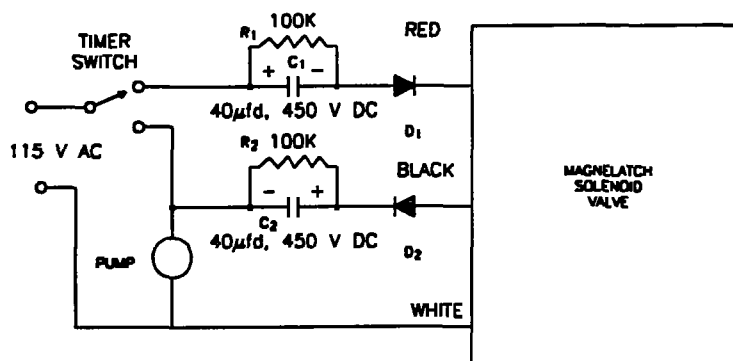 R1 100K
RED
TIMER
SWITCH
+ C1 -
40µfd, 450 V DC
D1
R2 100K
115 V AC
BLACK
MAGNELATCH
SOLENOID
VALVE
- C2 +
40µfd, 450 V DC
D2
PUMP
WHITE